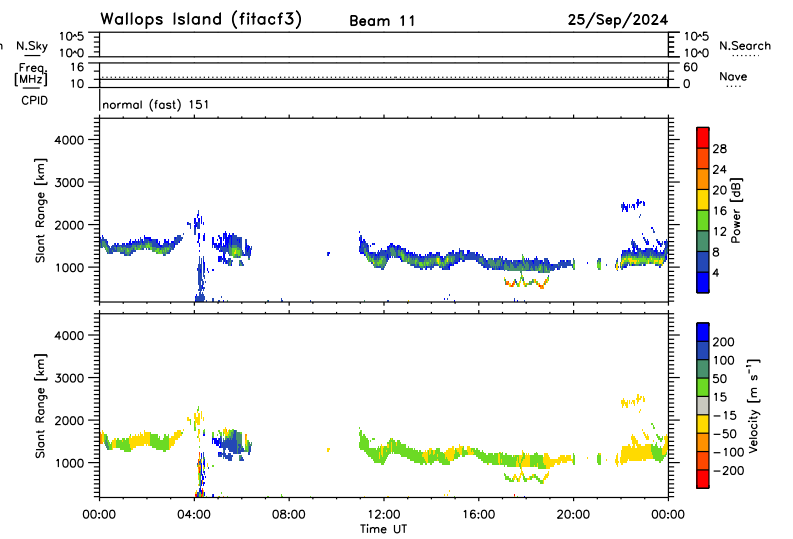 Wallops Island (fitacf3) Beam 11 25/Sep/2024
10^5 10^5
n N.Sky N.Search
10^0 10^0
Freq. 16 60
[MHz] Nave
10 0
CPID normal (fast) 151
4000
3000
2000
1000
Slant Range [km]
28
24
20
16
12
8
4
Power [dB]
4000
3000
2000
1000
Slant Range [km]
200
100
50
15
-15
-50
-100
-200
Velocity [m s⁻¹]
00:00 04:00 08:00 12:00 16:00 20:00 00:00
Time UT